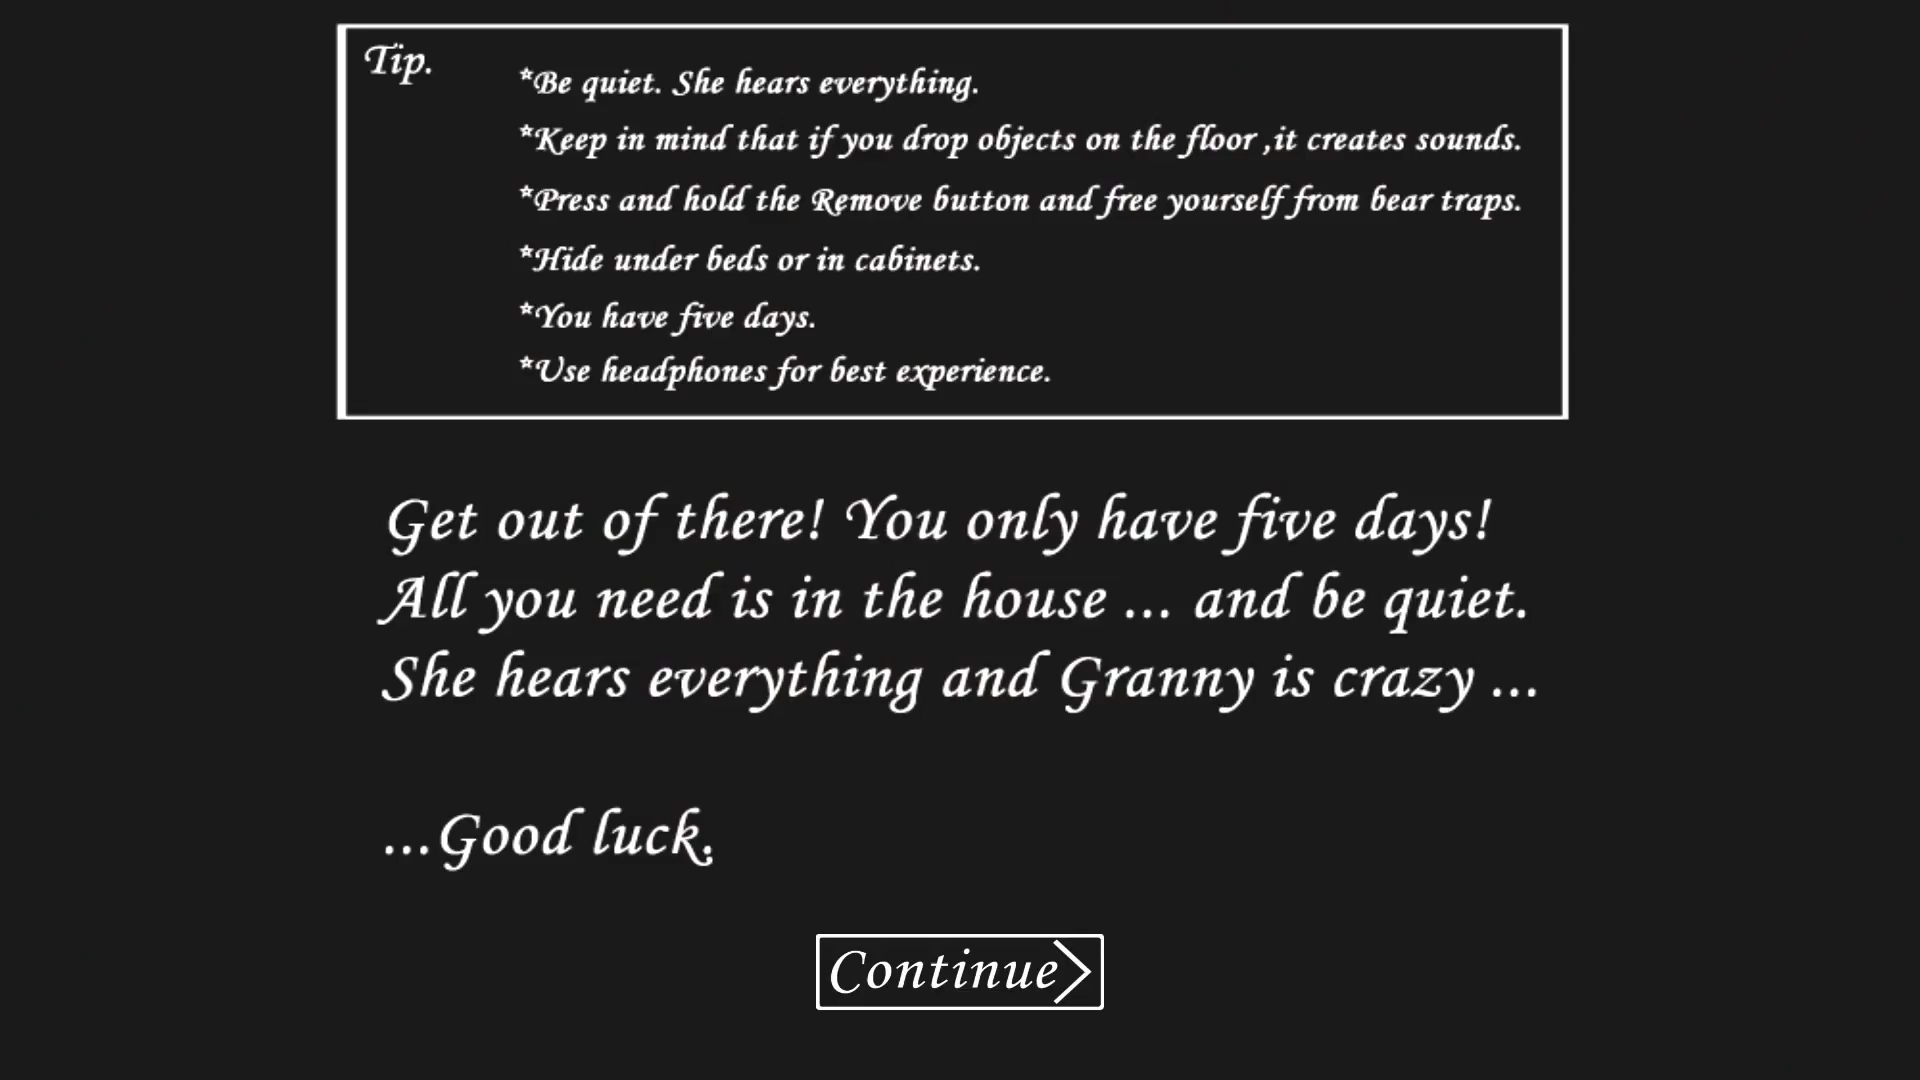 Tip.
*Be quiet. She hears everything.
*Keep in mind that if you drop objects on the floor ,it creates sounds.
*Press and hold the Remove button and free yourself from bear traps.
*Hide under beds or in cabinets.
*You have five days.
*Use headphones for best experience.
Get out of there! You only have five days!
All you need is in the house ... and be quiet.
She hears everything and Granny is crazy ...
...Good luck.
Continue